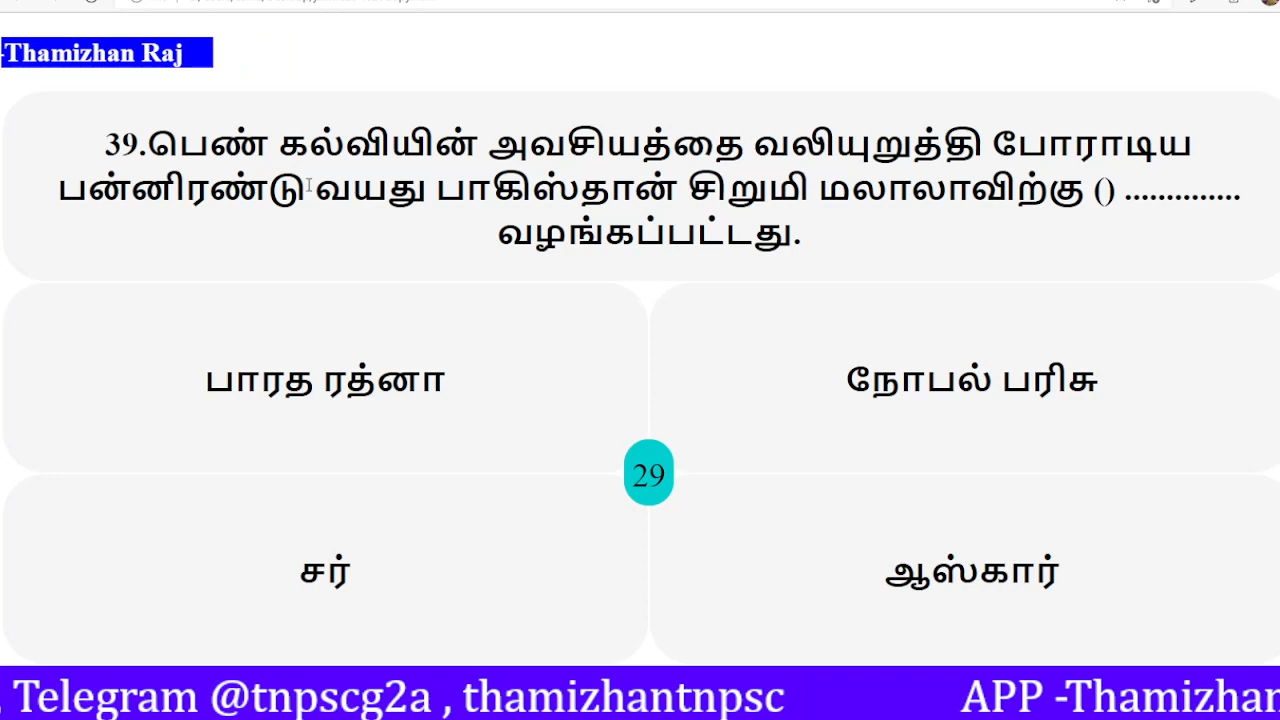 -Thamizhan Raj
39.பெண் கல்வியின் அவசியத்தை வலியுறுத்தி போராடிய
பன்னிரண்டு வயது பாகிஸ்தான் சிறுமி மலாலாவிற்கு () ..............
வழங்கப்பட்டது.
பாரத ரத்னா
நோபல் பரிசு
29
சர்
ஆஸ்கார்
, Telegram @tnpscg2a , thamizhantnpsc APP -Thamizhan